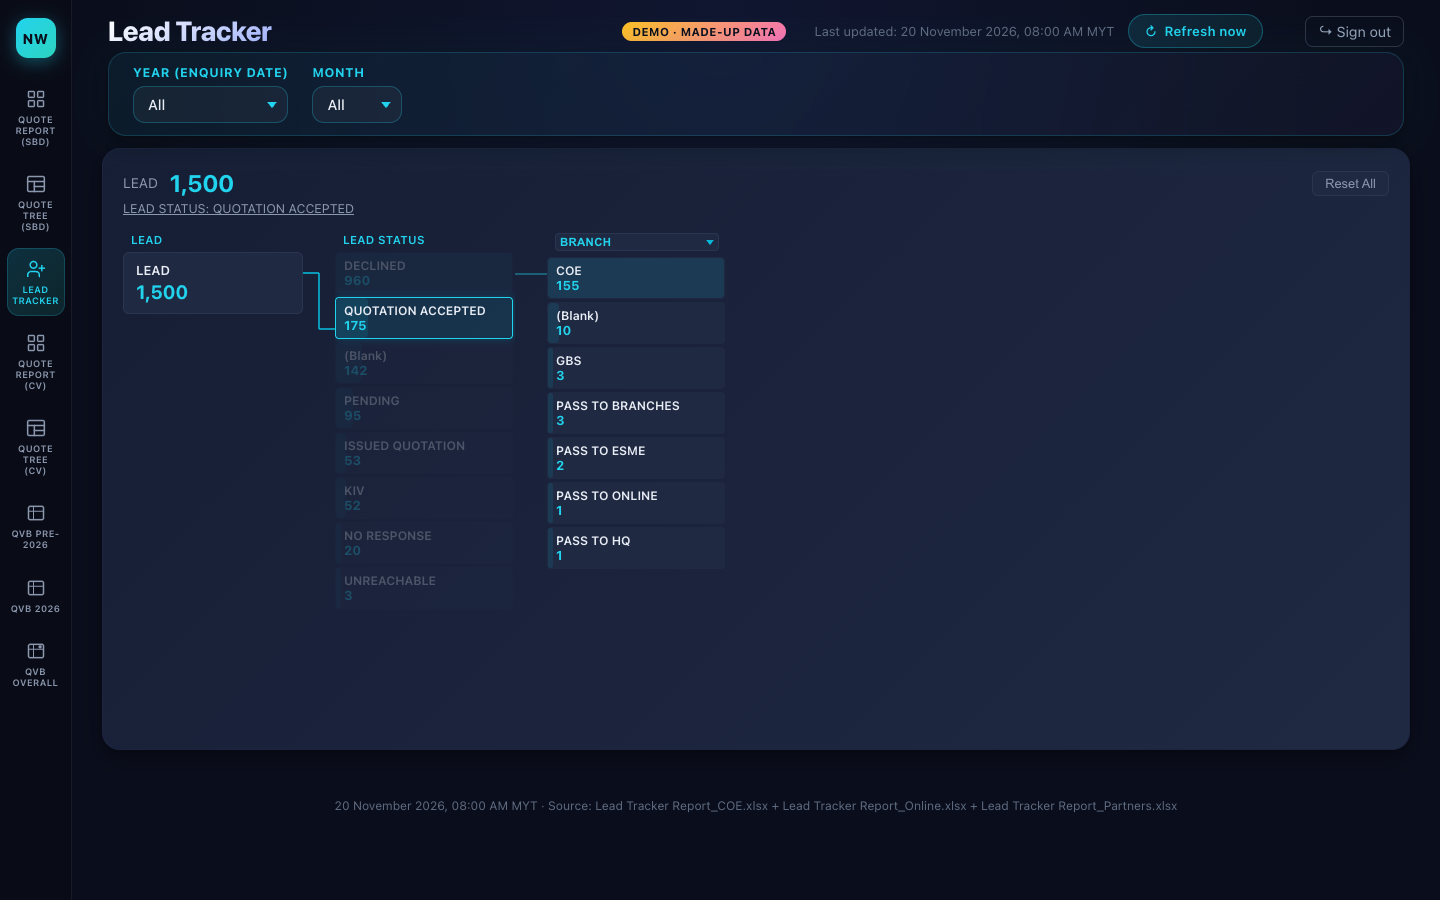 NW
QUOTE
REPORT
(SBD)
QUOTE
TREE
(SBD)
LEAD
TRACKER
QUOTE
REPORT
(CV)
QUOTE
TREE
(CV)
QVB PRE-
2026
QVB 2026
QVB
OVERALL
Lead Tracker
DEMO · MADE-UP DATA
Last updated: 20 November 2026, 08:00 AM MYT
↻ Refresh now
↪ Sign out
YEAR (ENQUIRY DATE)
MONTH
All
All
LEAD 1,500
Reset All
LEAD STATUS: QUOTATION ACCEPTED
LEAD
LEAD
1,500
LEAD STATUS
DECLINED
960
QUOTATION ACCEPTED
175
(Blank)
142
PENDING
95
ISSUED QUOTATION
53
KIV
52
NO RESPONSE
20
UNREACHABLE
3
BRANCH
COE
155
(Blank)
10
GBS
3
PASS TO BRANCHES
3
PASS TO ESME
2
PASS TO ONLINE
1
PASS TO HQ
1
20 November 2026, 08:00 AM MYT · Source: Lead Tracker Report_COE.xlsx + Lead Tracker Report_Online.xlsx + Lead Tracker Report_Partners.xlsx